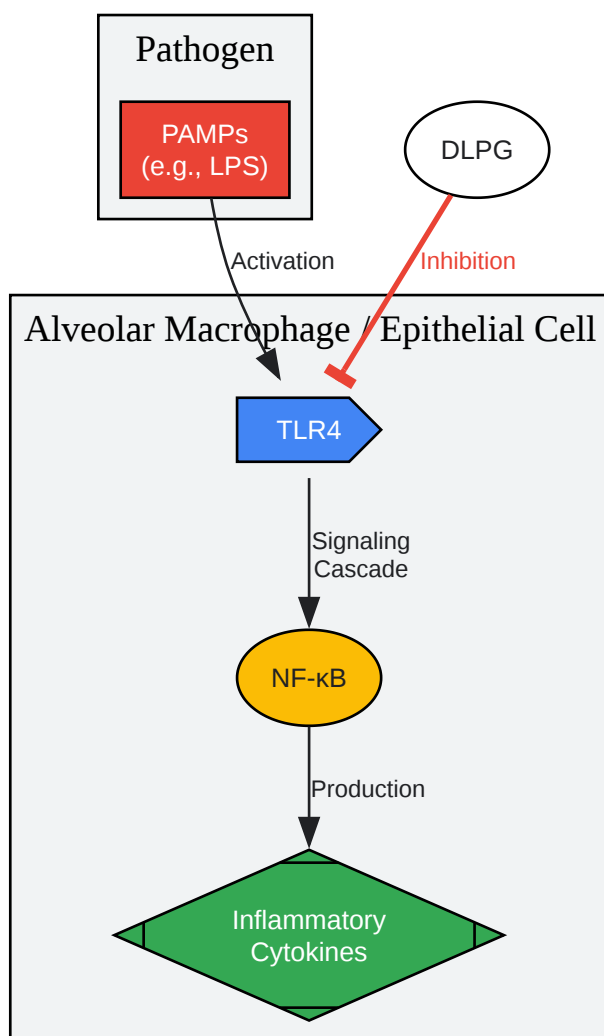 Pathogen
PAMPs
(e.g., LPS)
DLPG
Activation
Inhibition
Alveolar Macrophage / Epithelial Cell
TLR4
Signaling
Cascade
NF-κB
Production
Inflammatory
Cytokines